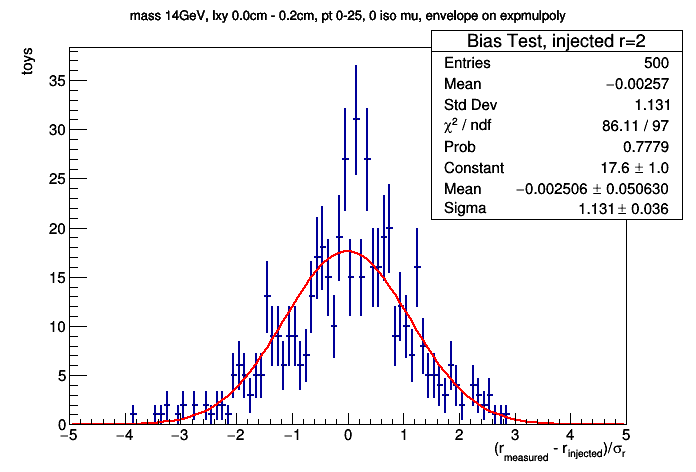 mass 14GeV, lxy 0.0cm - 0.2cm, pt 0-25, 0 iso mu, envelope on expmulpoly
Bias Test, injected r=2
Entries 500
Mean −0.00257
Std Dev 1.131
χ² / ndf 86.11 / 97
Prob 0.7779
Constant 17.6 ± 1.0
Mean −0.002506 ± 0.050630
Sigma 1.131 ± 0.036
toys
35
30
25
20
15
10
5
0
−5 −4 −3 −2 −1 0 1 2 3 4 5
(r_measured - r_injected)/σ_r